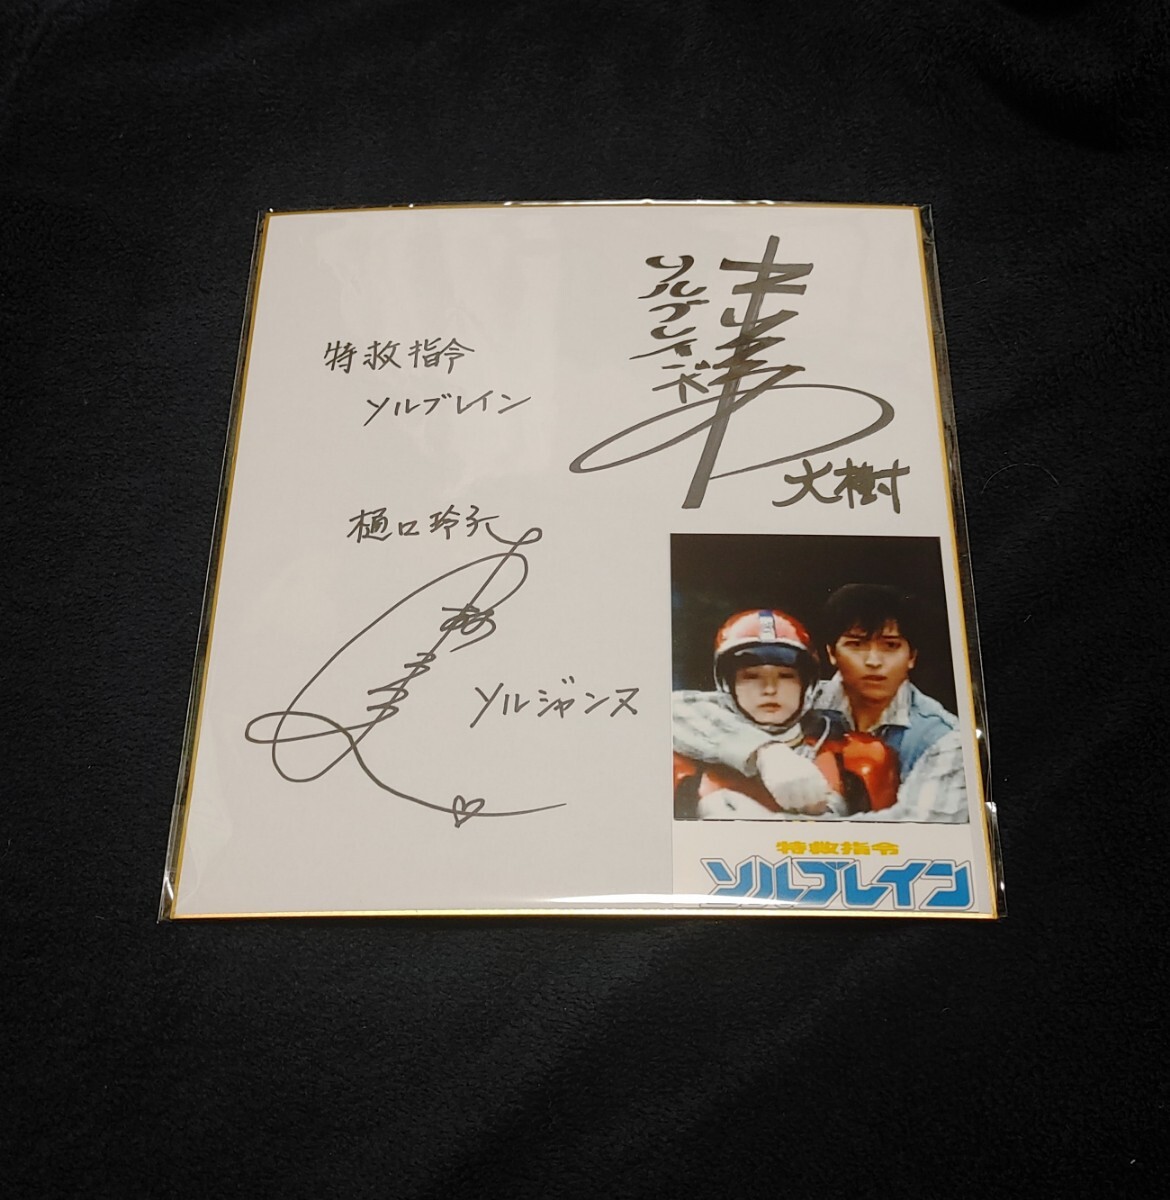 ソルブレイバー
大樹
特救指令
ソルブレイン
樋口玲子
ソルジャンヌ
特救指令
ソルブレイン